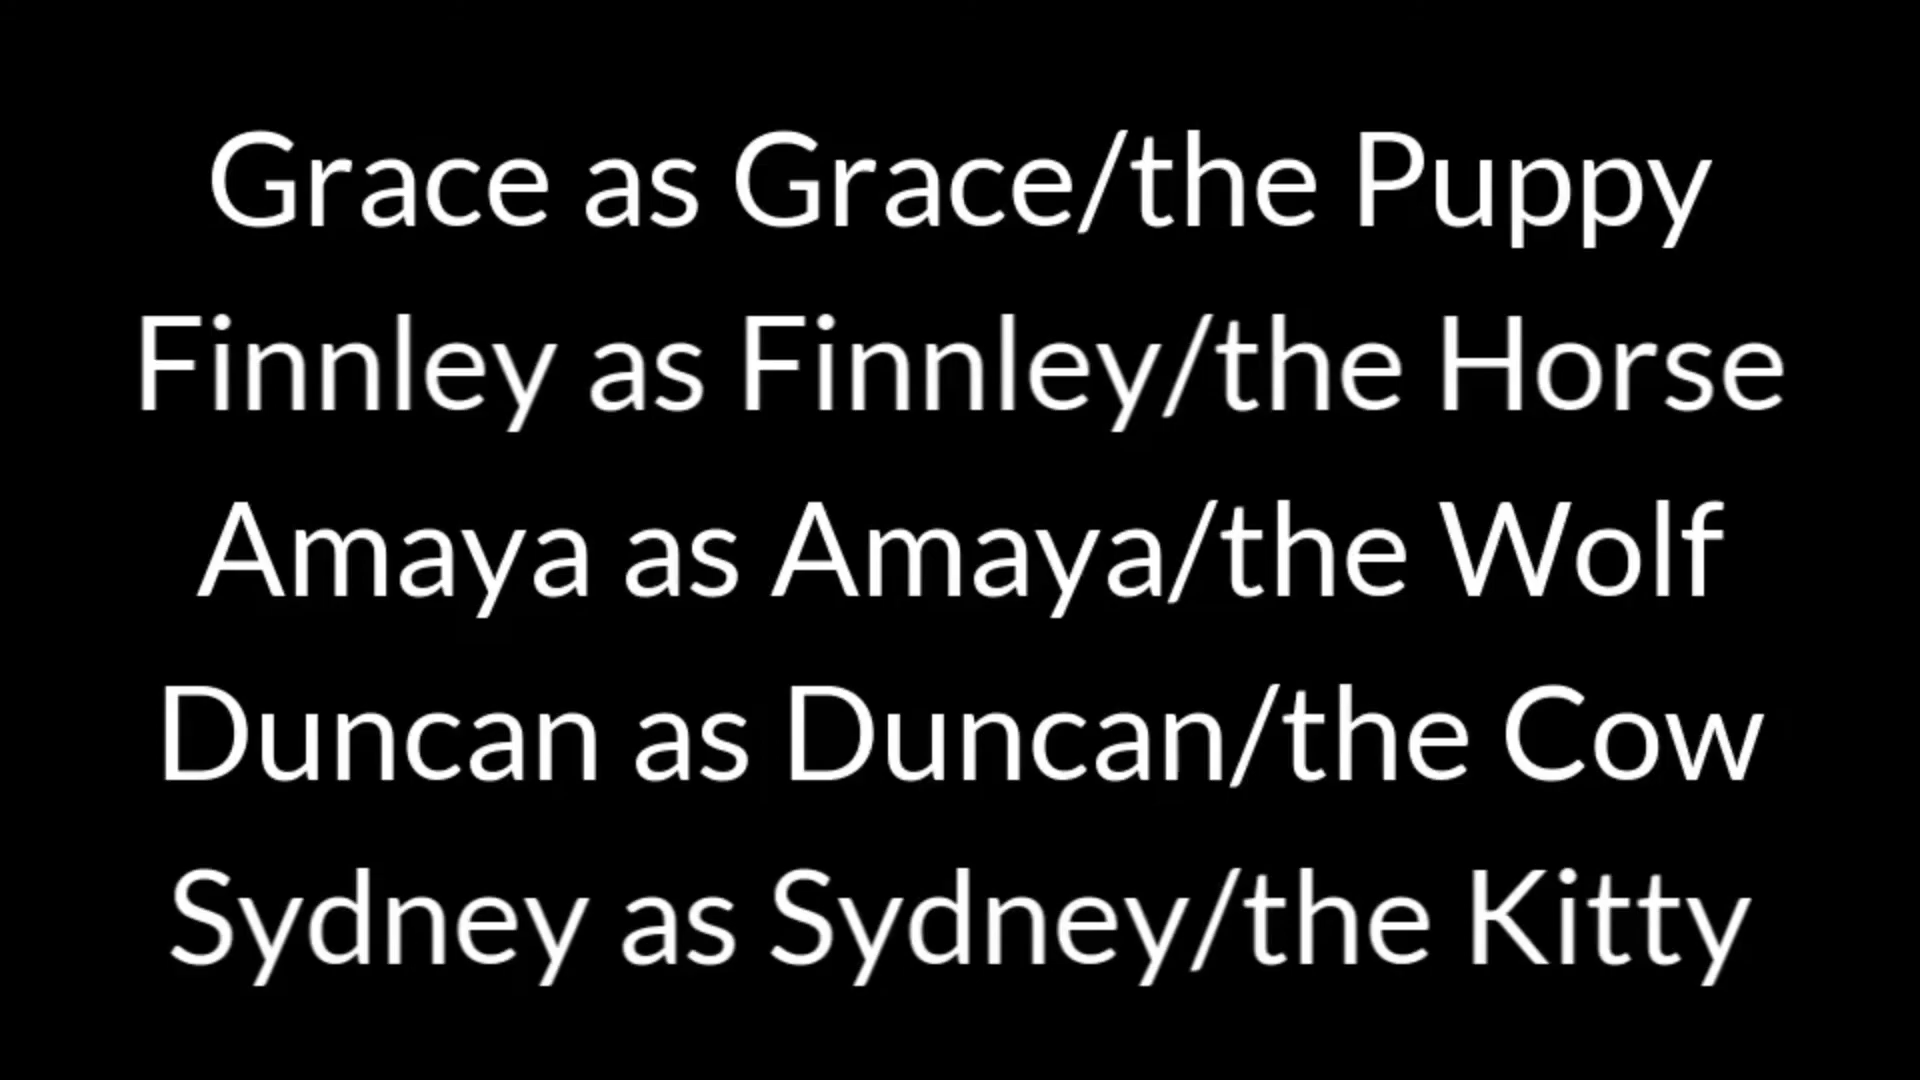 Grace as Grace/the Puppy
Finnley as Finnley/the Horse
Amaya as Amaya/the Wolf
Duncan as Duncan/the Cow
Sydney as Sydney/the Kitty